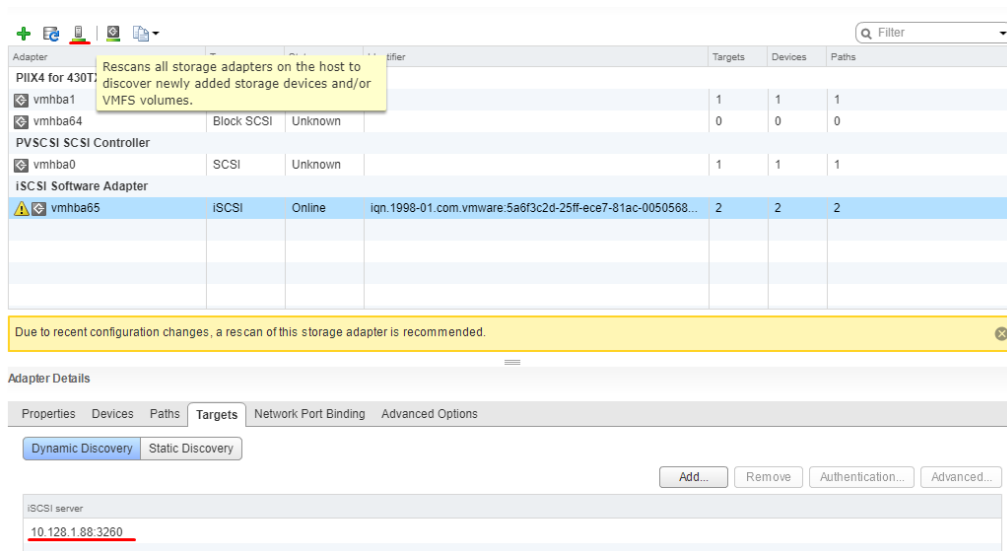 Filter
Adapter Identifier Targets Devices Paths
Rescans all storage adapters on the host to
discover newly added storage devices and/or
VMFS volumes.
PIIX4 for 430TX
vmhba1 1 1 1
vmhba64 Block SCSI Unknown 0 0 0
PVSCSI SCSI Controller
vmhba0 SCSI Unknown 1 1 1
iSCSI Software Adapter
vmhba65 iSCSI Online iqn.1998-01.com.vmware:5a6f3c2d-25ff-ece7-81ac-0050568... 2 2 2
Due to recent configuration changes, a rescan of this storage adapter is recommended.
Adapter Details
Properties Devices Paths Targets Network Port Binding Advanced Options
Dynamic Discovery Static Discovery
Add... Remove Authentication... Advanced...
iSCSI server
10.128.1.88:3260